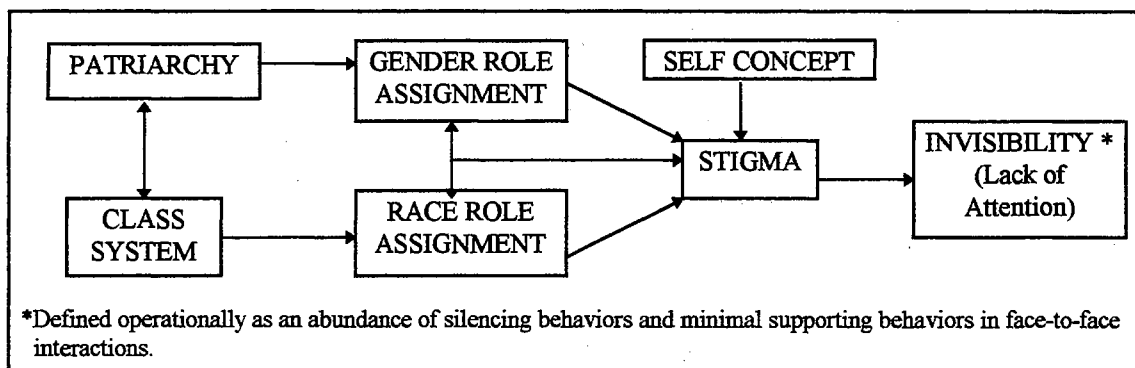 PATRIARCHY
GENDER ROLE
ASSIGNMENT
SELF CONCEPT
STIGMA
INVISIBILITY *
(Lack of
Attention)
CLASS
SYSTEM
RACE ROLE
ASSIGNMENT
*Defined operationally as an abundance of silencing behaviors and minimal supporting behaviors in face-to-face
interactions.